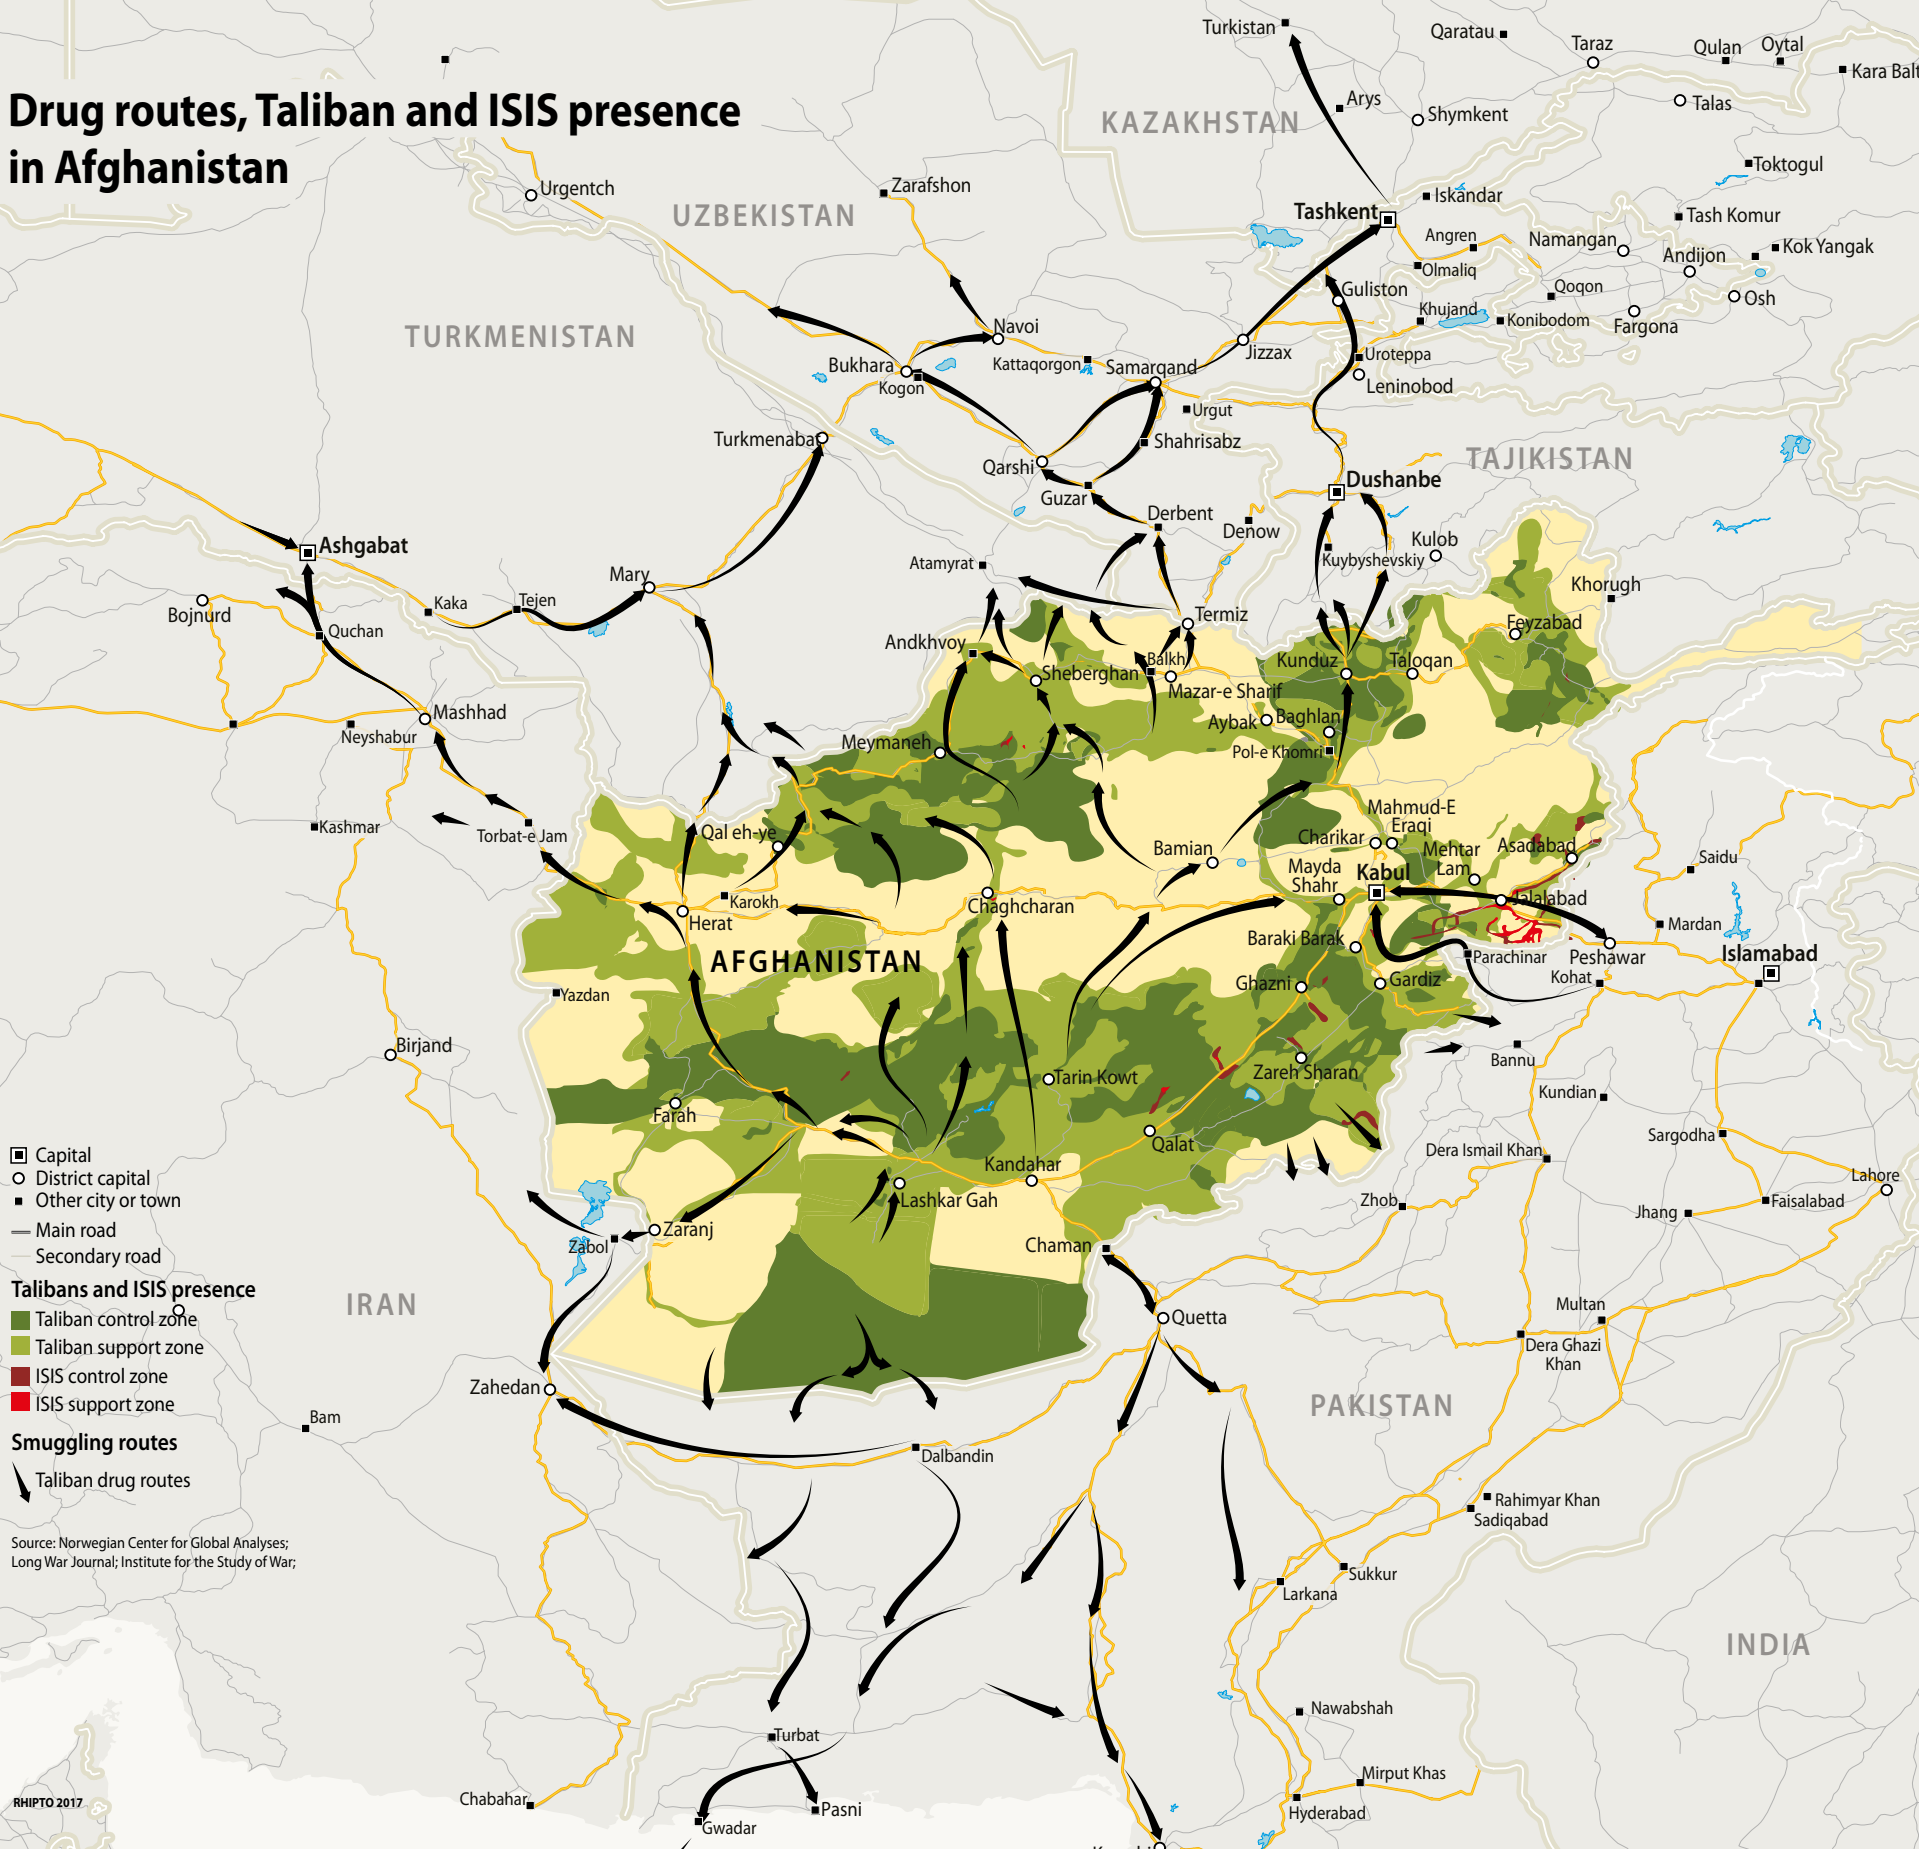 Drug routes, Taliban and ISIS presence
in Afghanistan
Turkistan
Qaratau
Taraz
Qulan
Oytal
Kara Balt
KAZAKHSTAN
Arys
Shymkent
Talas
Toktogul
Urgentch
Zarafshon
UZBEKISTAN
Iskandar
Tashkent
Tash Komur
Angren
Namangan
Kok Yangak
Andijon
Olmaliq
Guliston
Qoqon
Osh
TURKMENISTAN
Navoi
Khujand
Konibodom
Fargona
Bukhara
Kogon
Kattaqorgon
Samarqand
Jizzax
Uroteppa
Leninobod
Urgut
Turkmenabat
Shahrisabz
Qarshi
TAJIKISTAN
Guzar
Dushanbe
Derbent
Denow
Ashgabat
Atamyrat
Kuybyshevskiy
Kulob
Mary
Khorugh
Bojnurd
Kaka
Tejen
Quchan
Termiz
Feyzabad
Andkhvoy
Sheberghan
Balkh
Kunduz
Taloqan
Mazar-e Sharif
Mashhad
Neyshabur
Aybak
Baghlan
Meymaneh
Pol-e Khomri
Kashmar
Torbat-e Jam
Qal eh-ye
Mahmud-E
Eraqi
Charikar
Bamian
Mehtar
Lam
Asadabad
Mayda
Shahr
Kabul
Saidu
Karokh
Herat
Chaghcharan
Jalalabad
Mardan
AFGHANISTAN
Baraki Barak
Parachinar
Peshawar
Islamabad
Kohat
Yazdan
Ghazni
Gardiz
Birjand
Bannu
Tarin Kowt
Zareh Sharan
Kundian
Farah
Qalat
Sargodha
Dera Ismail Khan
Kandahar
Lashkar Gah
Lahore
Zhob
Faisalabad
Jhang
Zaranj
Zabol
Chaman
IRAN
Quetta
Multan
Dera Ghazi
Khan
Zahedan
PAKISTAN
Bam
Dalbandin
Rahimyar Khan
Sadiqabad
Sukkur
Larkana
INDIA
Nawabshah
Turbat
Mirput Khas
Chabahar
Pasni
Gwadar
Hyderabad
Capital
District capital
Other city or town
Main road
Secondary road
Talibans and ISIS presence
Taliban control zone
Taliban support zone
ISIS control zone
ISIS support zone
Smuggling routes
Taliban drug routes
Source: Norwegian Center for Global Analyses;
Long War Journal; Institute for the Study of War;
RHIPTO 2017